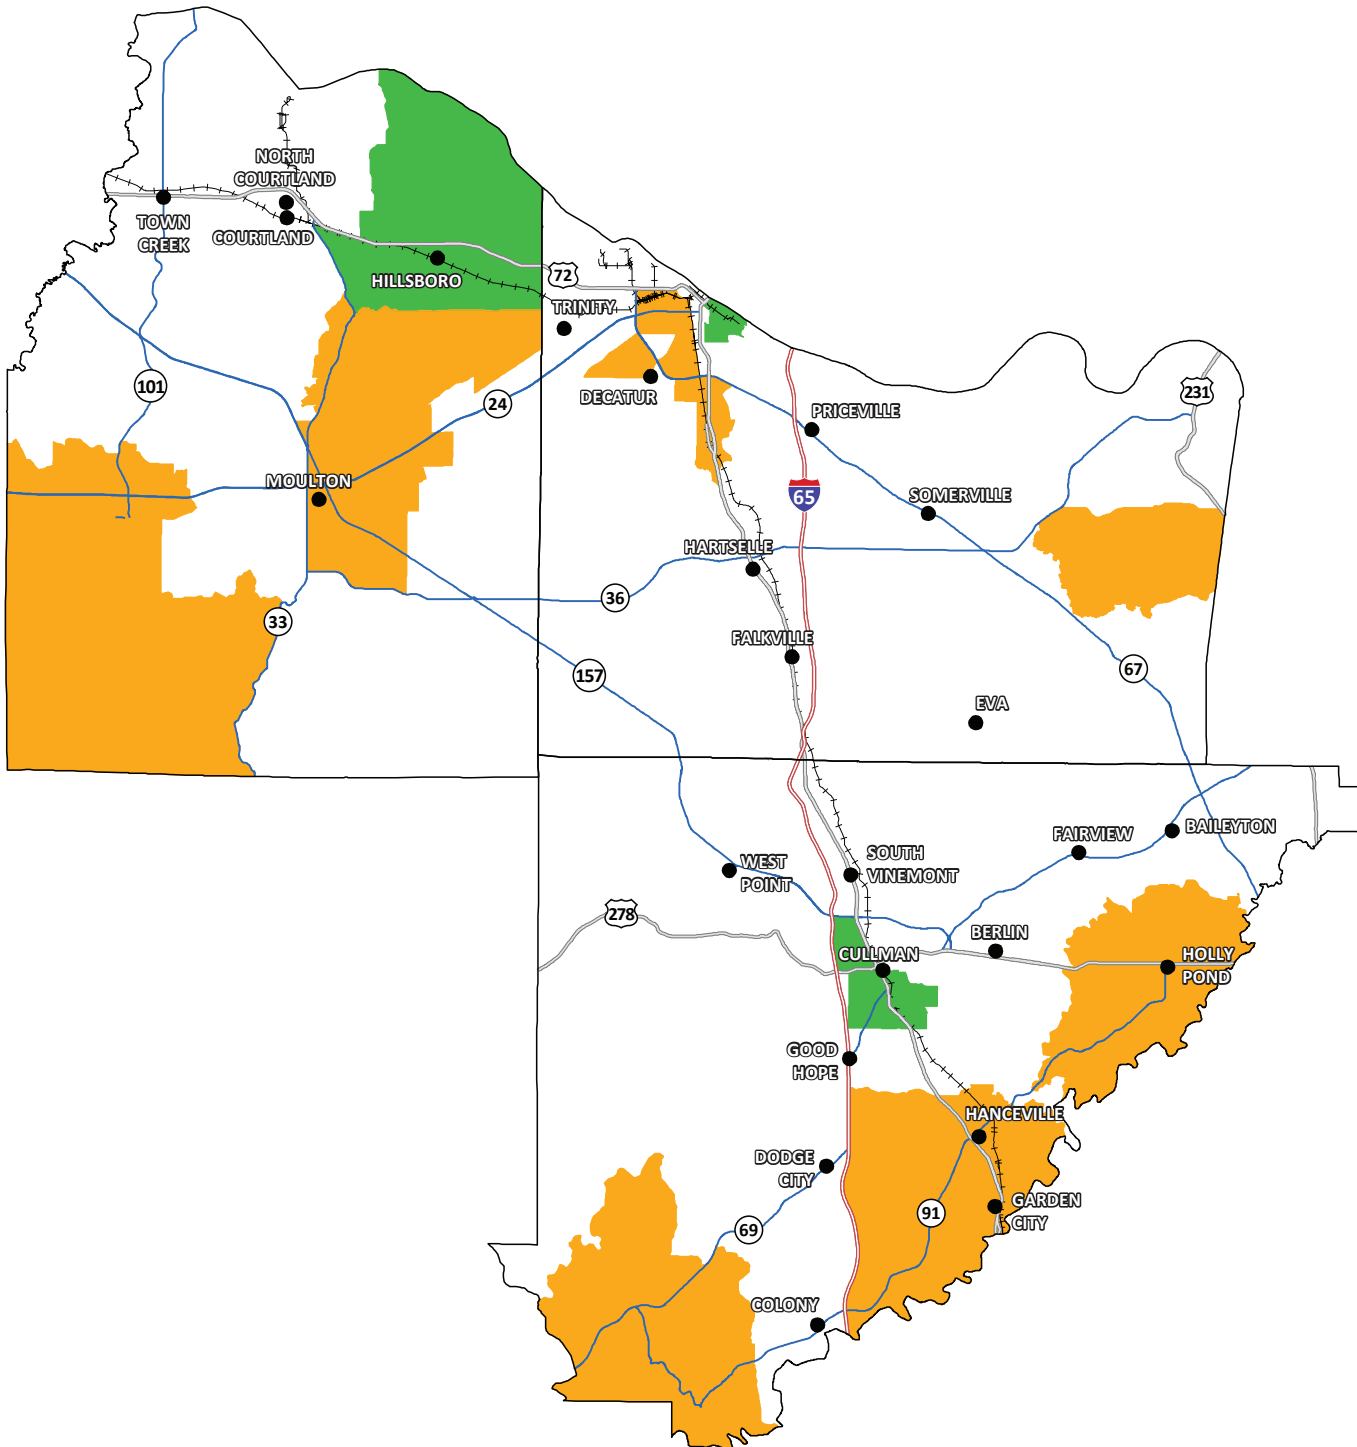 NORTH
COURTLAND
TOWN
CREEK
COURTLAND
HILLSBORO
72
TRINITY
101
24
DECATUR
PRICEVILLE
231
MOULTON
65
SOMERVILLE
HARTSELLE
36
33
FALKVILLE
157
67
EVA
BAILEYTON
FAIRVIEW
SOUTH
VINEMONT
WEST
POINT
278
BERLIN
CULLMAN
HOLLY
POND
GOOD
HOPE
HANCEVILLE
DODGE
CITY
GARDEN
CITY
91
69
COLONY